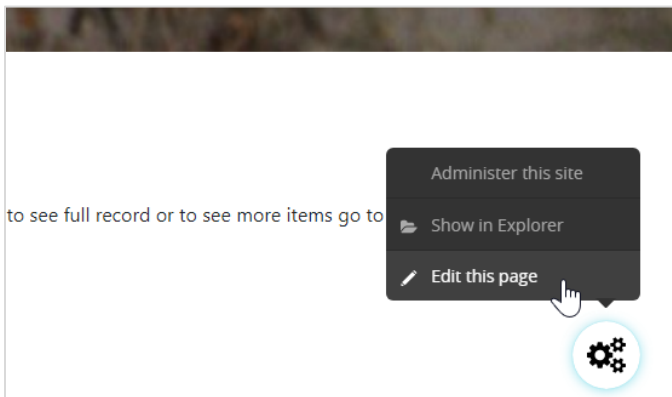 Administer this site
to see full record or to see more items go to
Show in Explorer
Edit this page